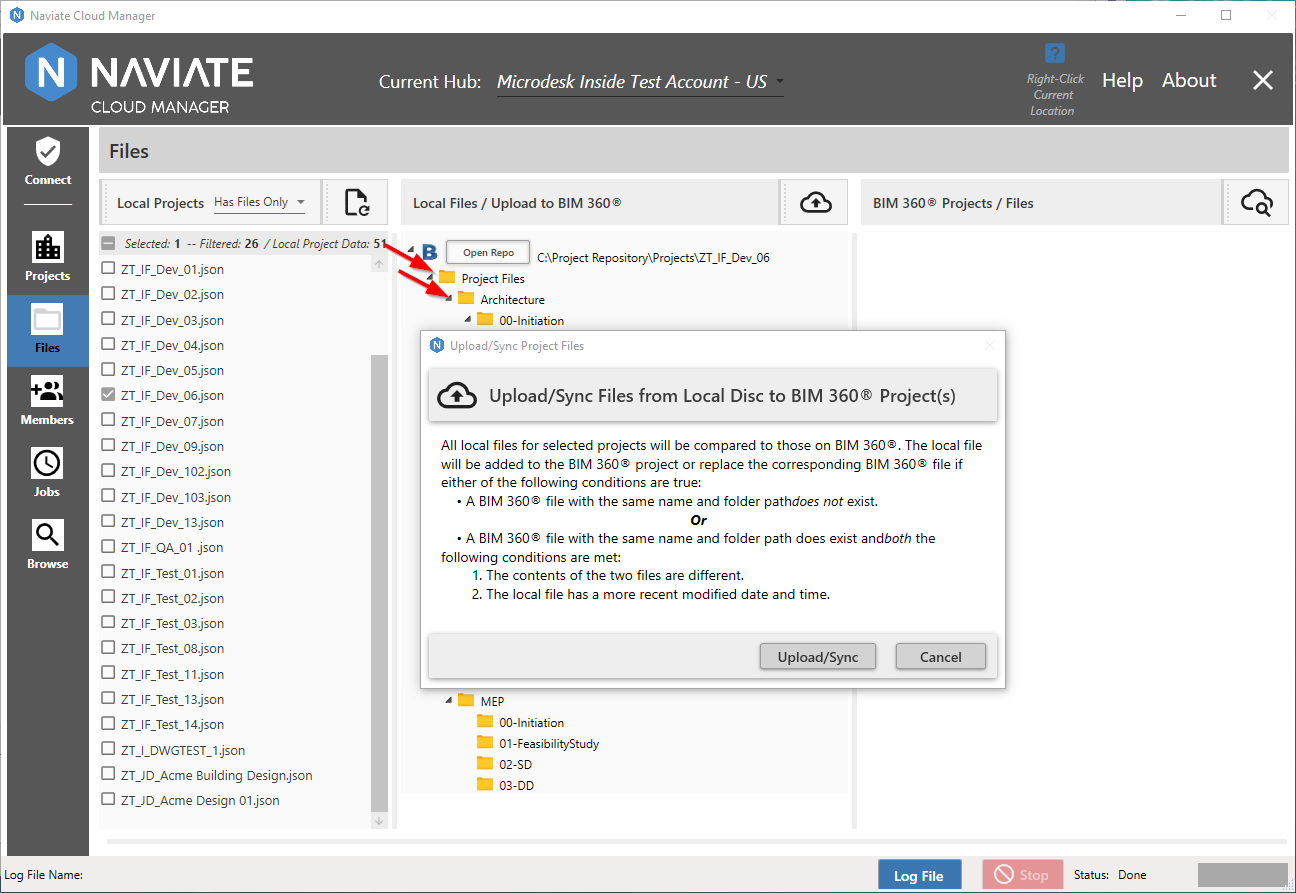 Naviate Cloud Manager
NAVIATE
CLOUD MANAGER
Current Hub: Microdesk Inside Test Account - US
?
Right-Click
Current
Location
Help
About
Connect
Projects
Files
Members
Jobs
Browse
Files
Local Projects Has Files Only
Local Files / Upload to BIM 360®
BIM 360® Projects / Files
Selected: 1 -- Filtered: 26 / Local Project Data: 51
ZT_IF_Dev_01.json
ZT_IF_Dev_02.json
ZT_IF_Dev_03.json
ZT_IF_Dev_04.json
ZT_IF_Dev_05.json
ZT_IF_Dev_06.json
ZT_IF_Dev_07.json
ZT_IF_Dev_09.json
ZT_IF_Dev_102.json
ZT_IF_Dev_103.json
ZT_IF_Dev_13.json
ZT_IF_QA_01 .json
ZT_IF_Test_01.json
ZT_IF_Test_02.json
ZT_IF_Test_03.json
ZT_IF_Test_08.json
ZT_IF_Test_11.json
ZT_IF_Test_13.json
ZT_IF_Test_14.json
ZT_I_DWGTEST_1.json
ZT_JD_Acme Building Design.json
ZT_JD_Acme Design 01.json
B Open Repo C:\Project Repository\Projects\ZT_IF_Dev_06
Project Files
Architecture
00-Initiation
Upload/Sync Project Files
Upload/Sync Files from Local Disc to BIM 360® Project(s)
All local files for selected projects will be compared to those on BIM 360®. The local file
will be added to the BIM 360® project or replace the corresponding BIM 360® file if
either of the following conditions are true:
• A BIM 360® file with the same name and folder pathdoes not exist.
Or
• A BIM 360® file with the same name and folder path does exist andboth the
following conditions are met:
1. The contents of the two files are different.
2. The local file has a more recent modified date and time.
Upload/Sync Cancel
MEP
00-Initiation
01-FeasibilityStudy
02-SD
03-DD
Log File Name:
Log File
Stop
Status: Done